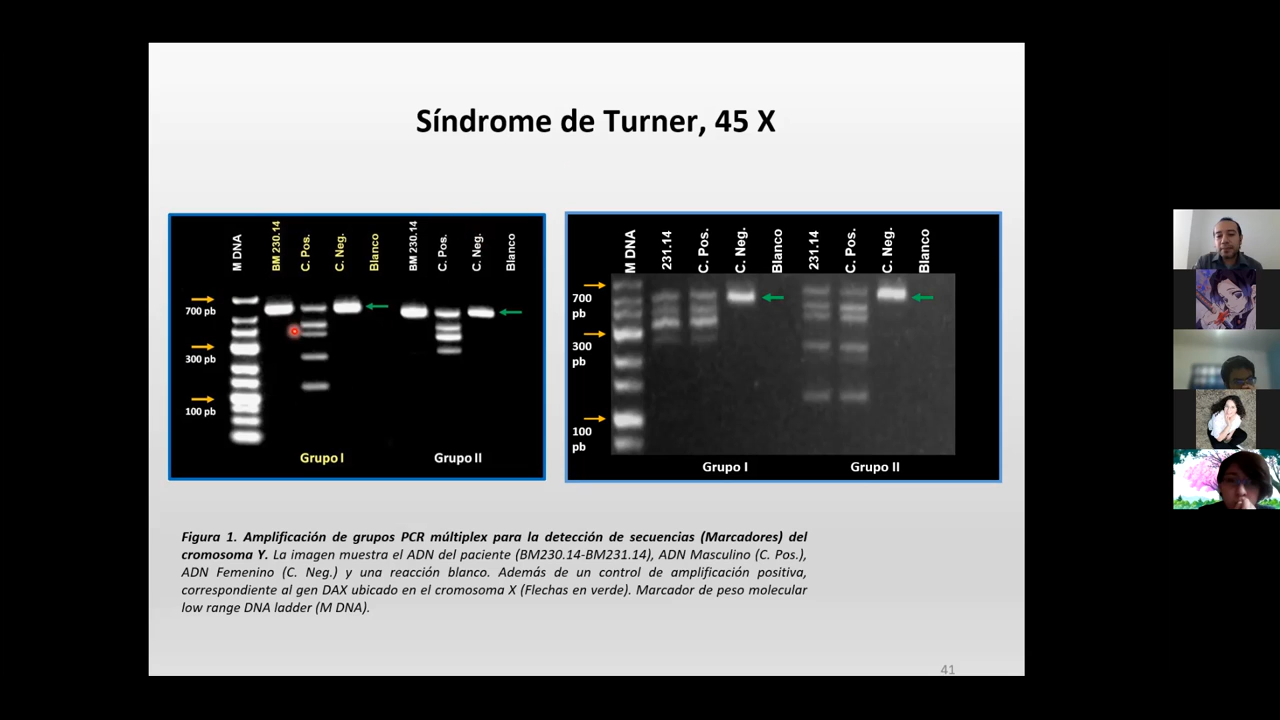 Síndrome de Turner, 45 X
M DNA
BM 230.14
C. Pos.
C. Neg.
Blanco
BM 230.14
C. Pos.
C. Neg.
Blanco
700 pb
300 pb
100 pb
Grupo I
Grupo II
M DNA
231.14
C. Pos.
C. Neg.
Blanco
231.14
C. Pos.
C. Neg.
Blanco
700
pb
300
pb
100
pb
Grupo I
Grupo II
Figura 1. Amplificación de grupos PCR múltiplex para la detección de secuencias (Marcadores) del
cromosoma Y. La imagen muestra el ADN del paciente (BM230.14-BM231.14), ADN Masculino (C. Pos.),
ADN Femenino (C. Neg.) y una reacción blanco. Además de un control de amplificación positiva,
correspondiente al gen DAX ubicado en el cromosoma X (Flechas en verde). Marcador de peso molecular
low range DNA ladder (M DNA).
41